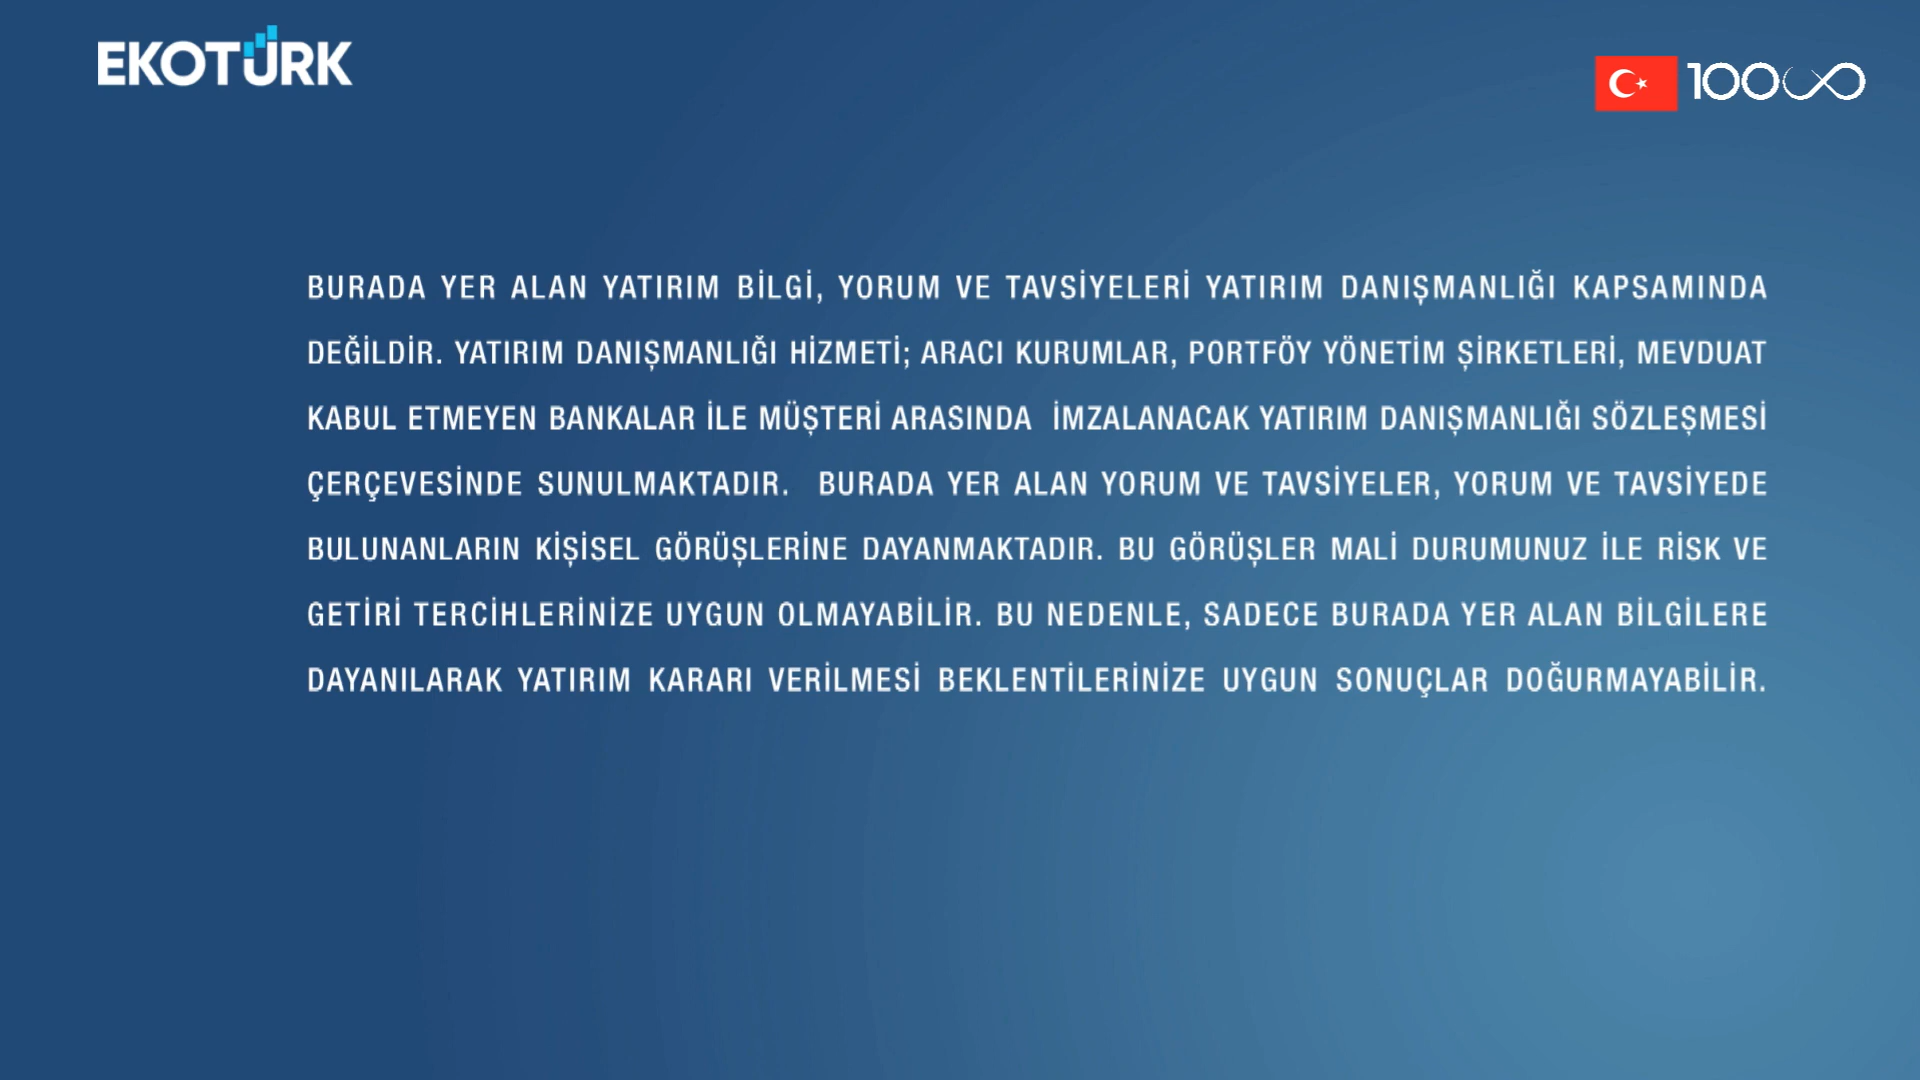 EKOTÜRK
100
BURADA YER ALAN YATIRIM BİLGİ, YORUM VE TAVSİYELERİ YATIRIM DANIŞMANLIĞI KAPSAMINDA
DEĞİLDİR. YATIRIM DANIŞMANLIĞI HİZMETİ; ARACI KURUMLAR, PORTFÖY YÖNETİM ŞİRKETLERİ, MEVDUAT
KABUL ETMEYEN BANKALAR İLE MÜŞTERİ ARASINDA İMZALANACAK YATIRIM DANIŞMANLIĞI SÖZLEŞMESİ
ÇERÇEVESİNDE SUNULMAKTADIR. BURADA YER ALAN YORUM VE TAVSİYELER, YORUM VE TAVSİYEDE
BULUNANLARIN KİŞİSEL GÖRÜŞLERİNE DAYANMAKTADIR. BU GÖRÜŞLER MALİ DURUMUNUZ İLE RİSK VE
GETİRİ TERCİHLERİNİZE UYGUN OLMAYABİLİR. BU NEDENLE, SADECE BURADA YER ALAN BİLGİLERE
DAYANILARAK YATIRIM KARARI VERİLMESİ BEKLENTİLERİNİZE UYGUN SONUÇLAR DOĞURMAYABİLİR.